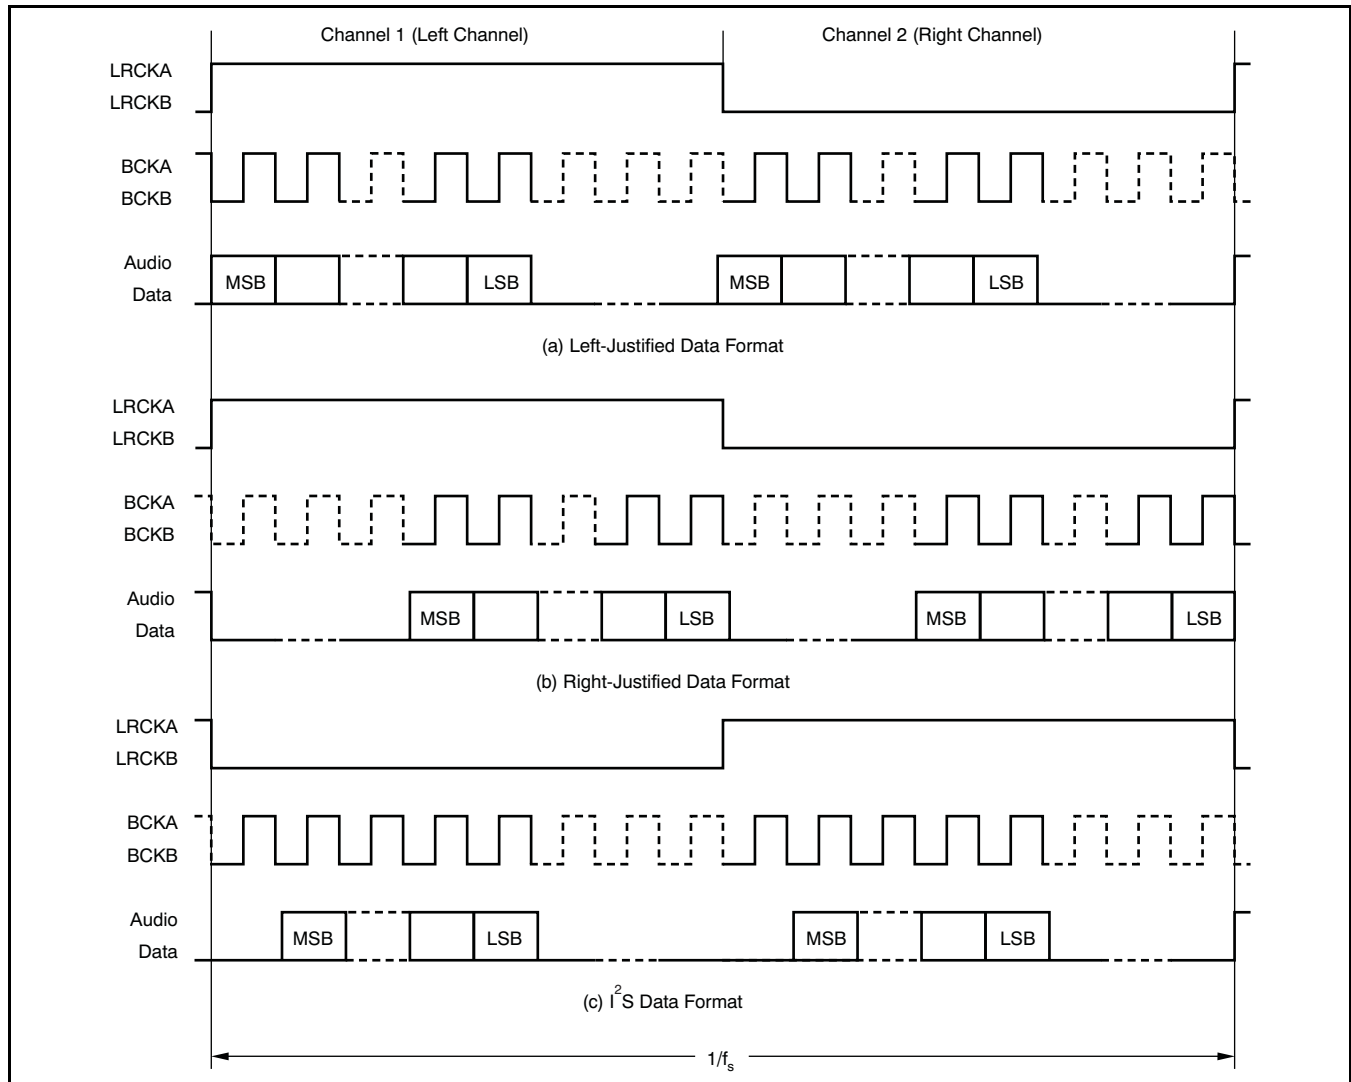 Channel 1 (Left Channel)
Channel 2 (Right Channel)
LRCKA
LRCKB
BCKA
BCKB
Audio
Data
MSB
LSB
MSB
LSB
(a) Left-Justified Data Format
LRCKA
LRCKB
BCKA
BCKB
Audio
Data
MSB
LSB
MSB
LSB
(b) Right-Justified Data Format
LRCKA
LRCKB
BCKA
BCKB
Audio
Data
MSB
LSB
MSB
LSB
(c) I²S Data Format
1/fₛ